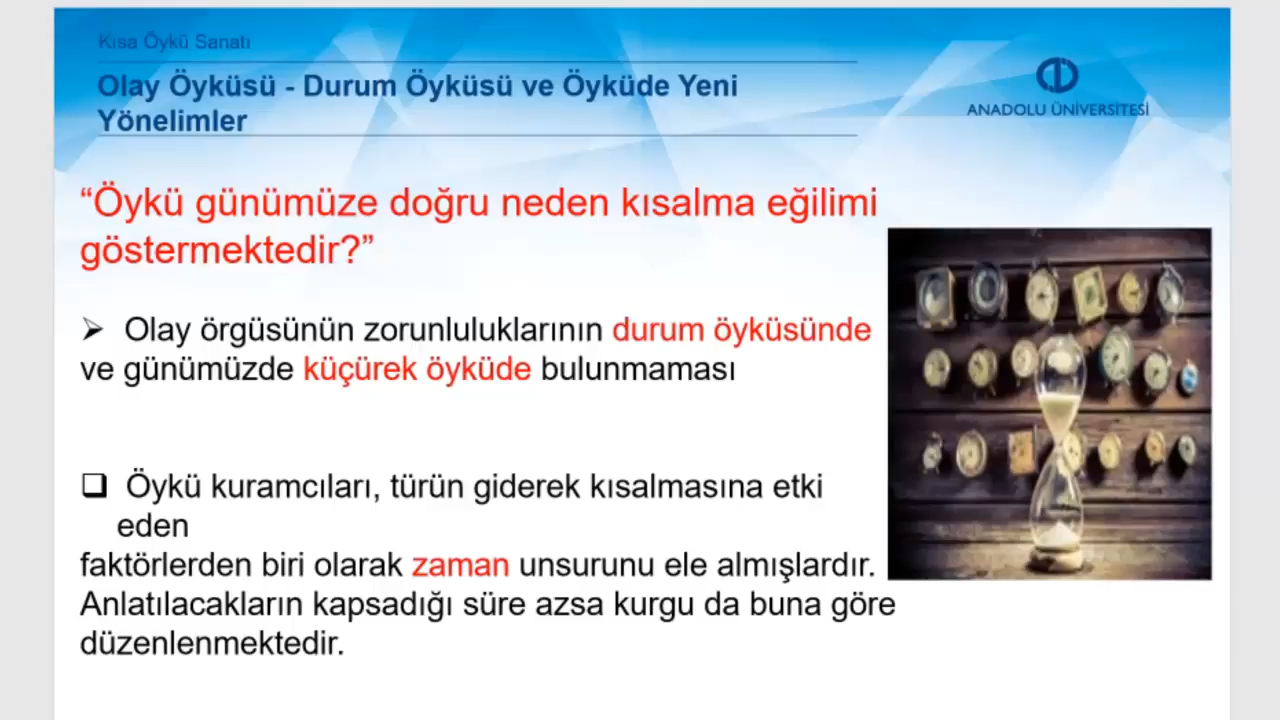 Kısa Öykü Sanatı
Olay Öyküsü - Durum Öyküsü ve Öyküde Yeni
Yönelimler
ANADOLU ÜNİVERSİTESİ
“Öykü günümüze doğru neden kısalma eğilimi
göstermektedir?”
➢ Olay örgüsünün zorunluluklarının durum öyküsünde
ve günümüzde küçürek öyküde bulunmaması
❑ Öykü kuramcıları, türün giderek kısalmasına etki
eden
faktörlerden biri olarak zaman unsurunu ele almışlardır.
Anlatılacakların kapsadığı süre azsa kurgu da buna göre
düzenlenmektedir.